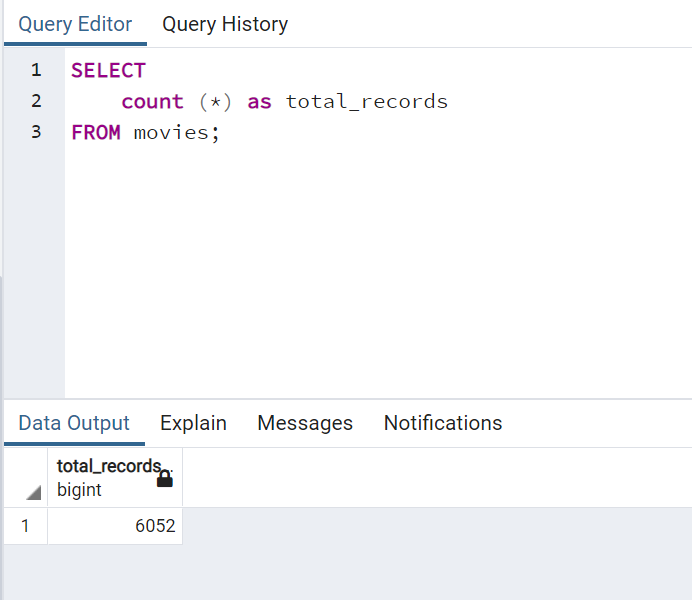 Query Editor Query History
1 SELECT
2 count (*) as total_records
3 FROM movies;
Data Output Explain Messages Notifications
total_records..
bigint
1 6052